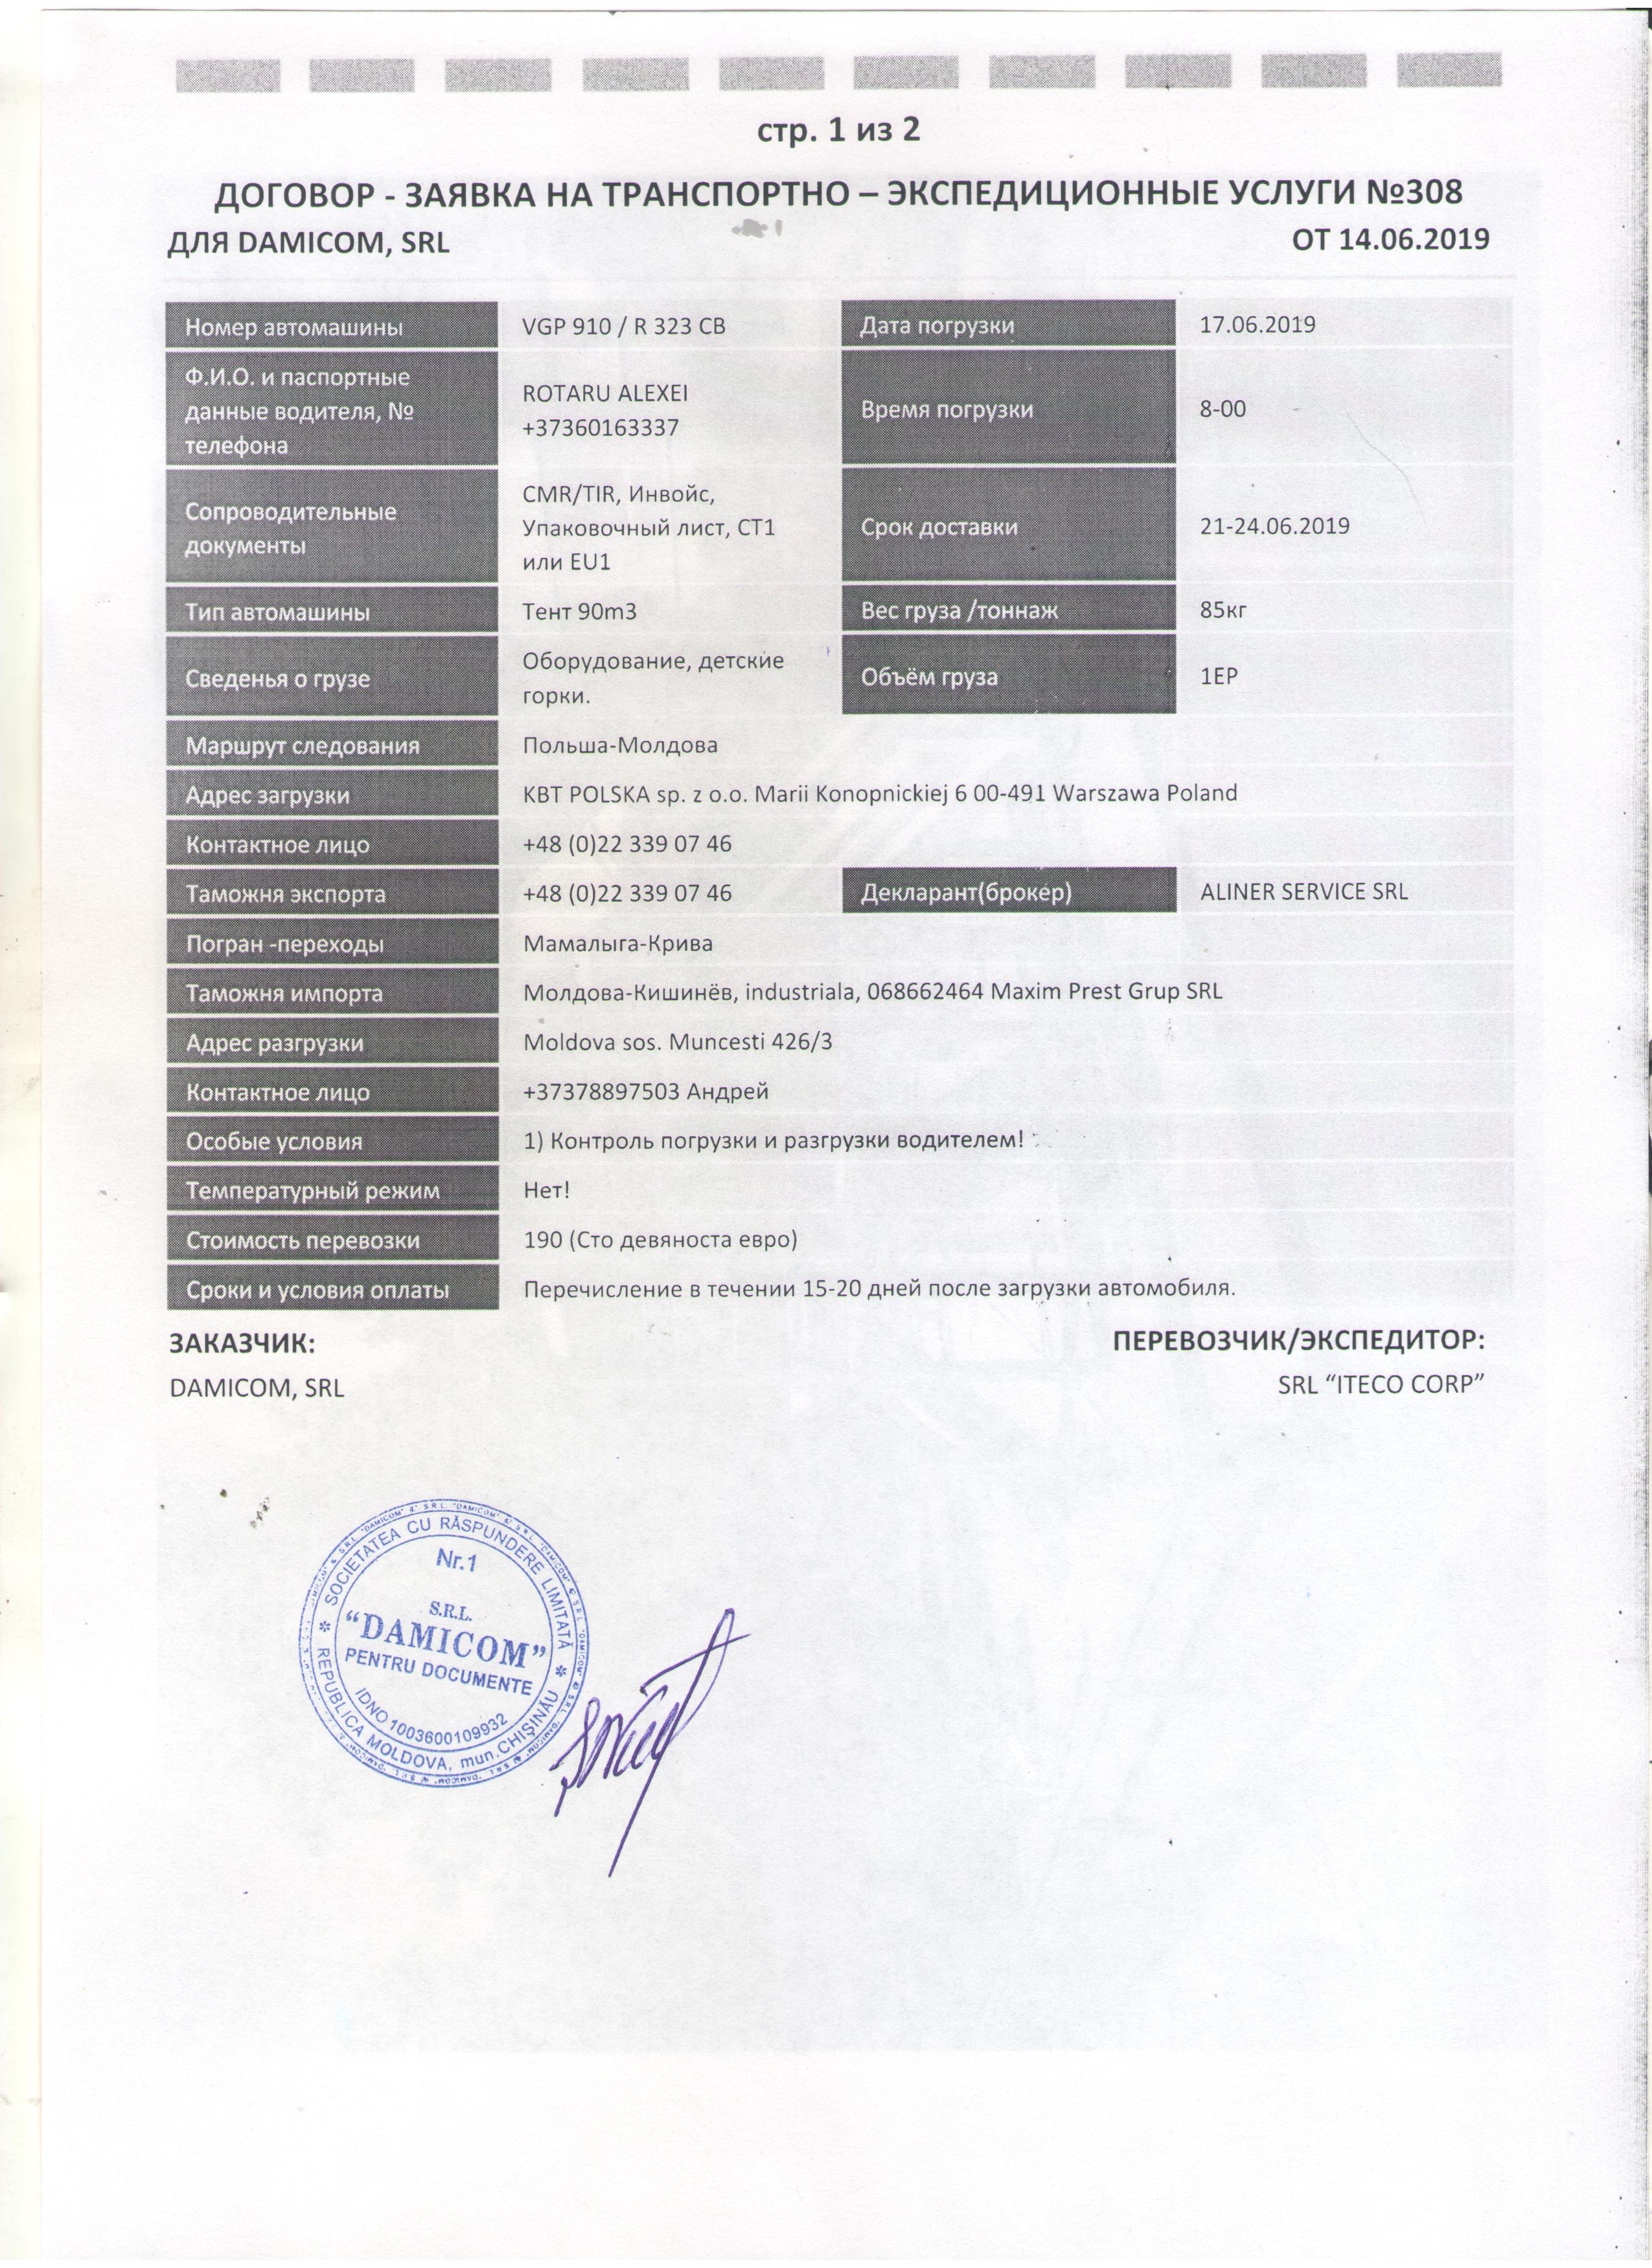 стр. 1 из 2
ДОГОВОР - ЗАЯВКА НА ТРАНСПОРТНО – ЭКСПЕДИЦИОННЫЕ УСЛУГИ №308
ДЛЯ DAMICOM, SRL ОТ 14.06.2019
Номер автомашины VGP 910 / R 323 CB Дата погрузки 17.06.2019
Ф.И.О. и паспортные
данные водителя, №
телефона
ROTARU ALEXEI
+37360163337
Время погрузки 8-00
Сопроводительные
документы
CMR/TIR, Инвойс,
Упаковочный лист, СТ1
или EU1
Срок доставки 21-24.06.2019
Тип автомашины Тент 90m3 Вес груза /тоннаж 85кг
Сведенья о грузе
Оборудование, детские
горки.
Объём груза 1EP
Маршрут следования Польша-Молдова
Адрес загрузки KBT POLSKA sp. z o.o. Marii Konopnickiej 6 00-491 Warszawa Poland
Контактное лицо +48 (0)22 339 07 46
Таможня экспорта +48 (0)22 339 07 46 Декларант(брокер) ALINER SERVICE SRL
Погран -переходы Мамалыга-Крива
Таможня импорта Молдова-Кишинёв, industriala, 068662464 Maxim Prest Grup SRL
Адрес разгрузки Moldova sos. Muncesti 426/3
Контактное лицо +37378897503 Андрей
Особые условия 1) Контроль погрузки и разгрузки водителем!
Температурный режим Нет!
Стоимость перевозки 190 (Сто девяноста евро)
Сроки и условия оплаты Перечисление в течении 15-20 дней после загрузки автомобиля.
ЗАКАЗЧИК: ПЕРЕВОЗЧИК/ЭКСПЕДИТОР:
DAMICOM, SRL SRL “ITECO CORP”
SOCIETATEA CU RĂSPUNDERE LIMITATĂ
Nr.1
S.R.L.
“DAMICOM”
PENTRU DOCUMENTE
IDNO 1003600109932
REPUBLICA MOLDOVA, mun. CHIŞINĂU